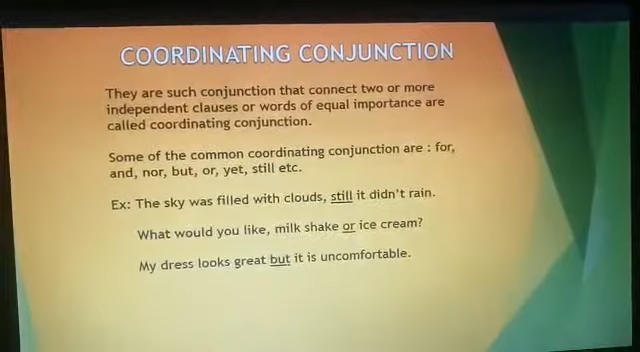 COORDINATING CONJUNCTION
They are such conjunction that connect two or more
independent clauses or words of equal importance are
called coordinating conjunction.
Some of the common coordinating conjunction are : for,
and, nor, but, or, yet, still etc.
Ex: The sky was filled with clouds, still it didn't rain.
What would you like, milk shake or ice cream?
My dress looks great but it is uncomfortable.